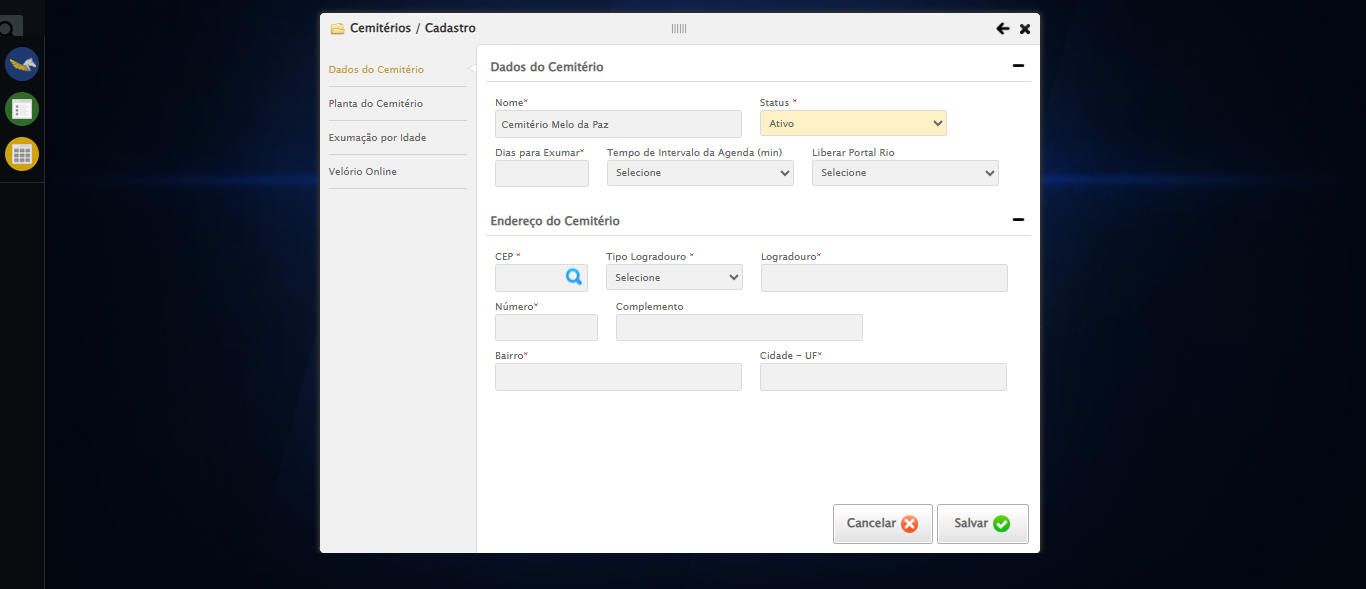 Cemitérios / Cadastro
Dados do Cemitério
Planta do Cemitério
Exumação por Idade
Velório Online
Dados do Cemitério
Nome* Status *
Cemitério Melo da Paz Ativo
Dias para Exumar* Tempo de Intervalo da Agenda (min) Liberar Portal Rio
Selecione Selecione
Endereço do Cemitério
CEP * Tipo Logradouro * Logradouro*
Selecione
Número* Complemento
Bairro* Cidade - UF*
Cancelar Salvar